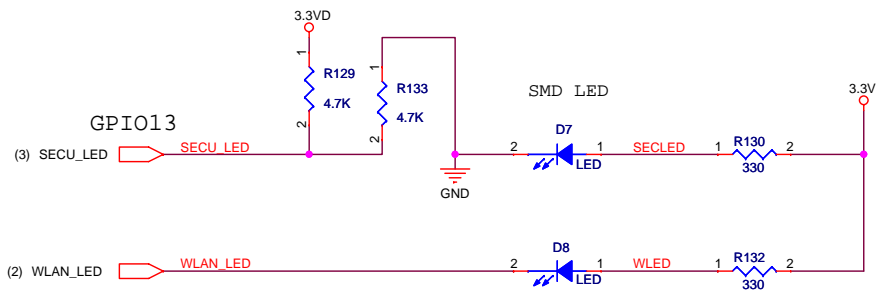 3.3VD
1
R129
4.7K
2
1
R133
4.7K
2
SMD LED
3.3V
GPIO13
(3) SECU_LED
SECU_LED
GND
2
D7
LED
1
SECLED
1
R130
330
2
(2) WLAN_LED
WLAN_LED
2
D8
LED
1
WLED
1
R132
330
2